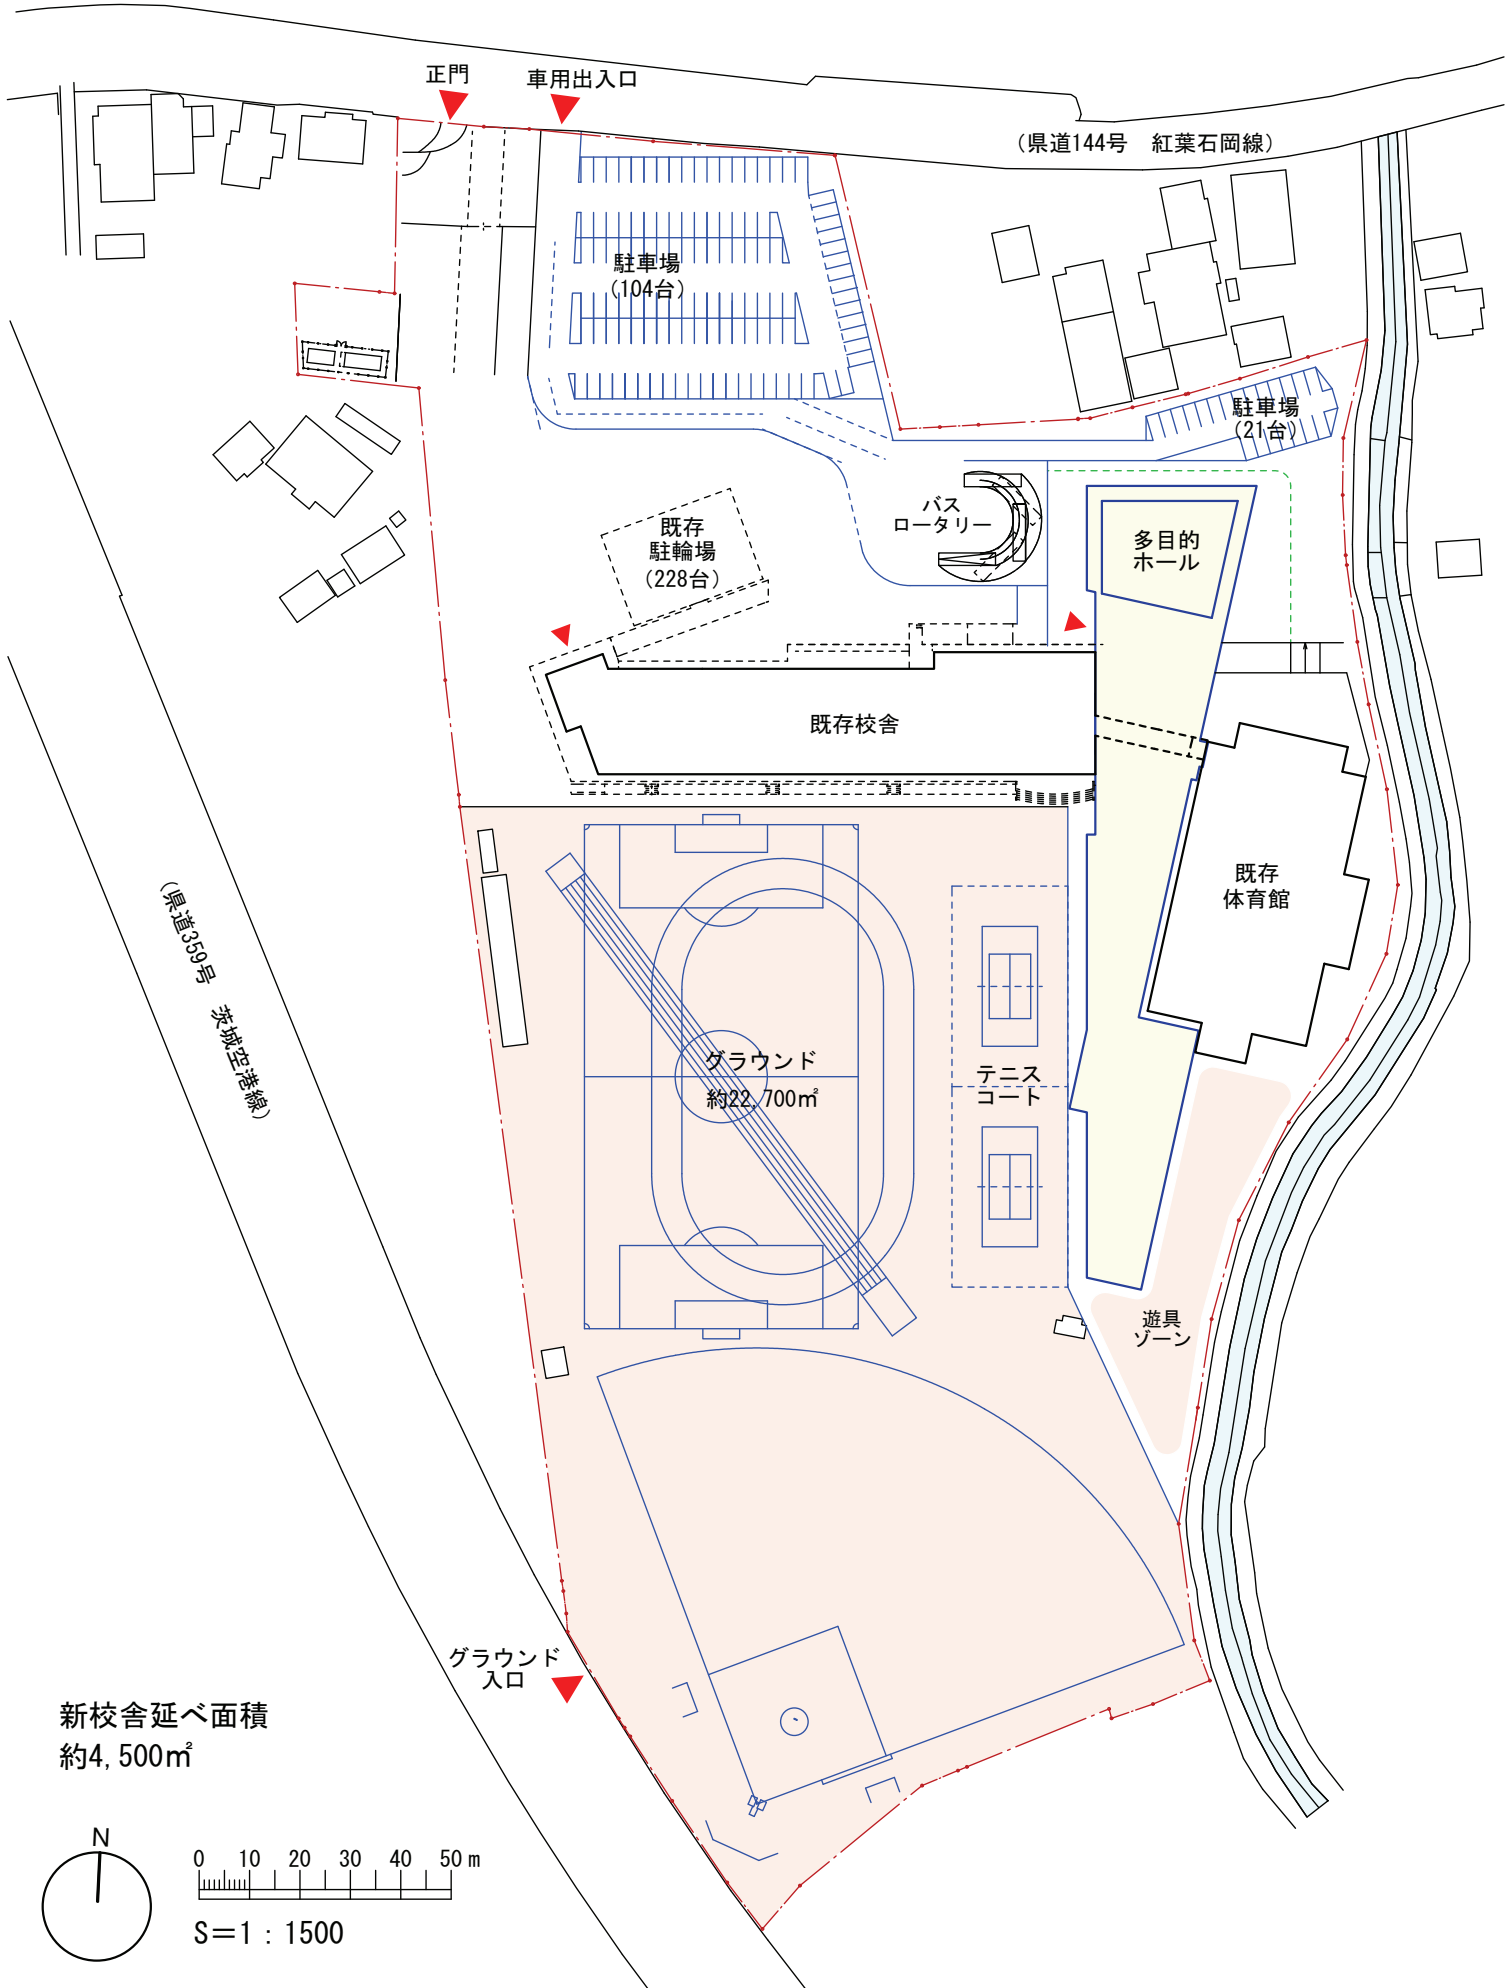 正門
車用出入口
(県道144号　紅葉石岡線)
駐車場
(104台)
駐車場
(21台)
バス
ロータリー
既存
駐輪場
(228台)
多目的
ホール
既存校舎
既存
体育館
(県道359号　茨城空港線)
グラウンド
約22,700㎡
テニス
コート
遊具
ゾーン
グラウンド
入口
新校舎延べ面積
約4,500㎡
N
0 10 20 30 40 50 m
S＝1：1500